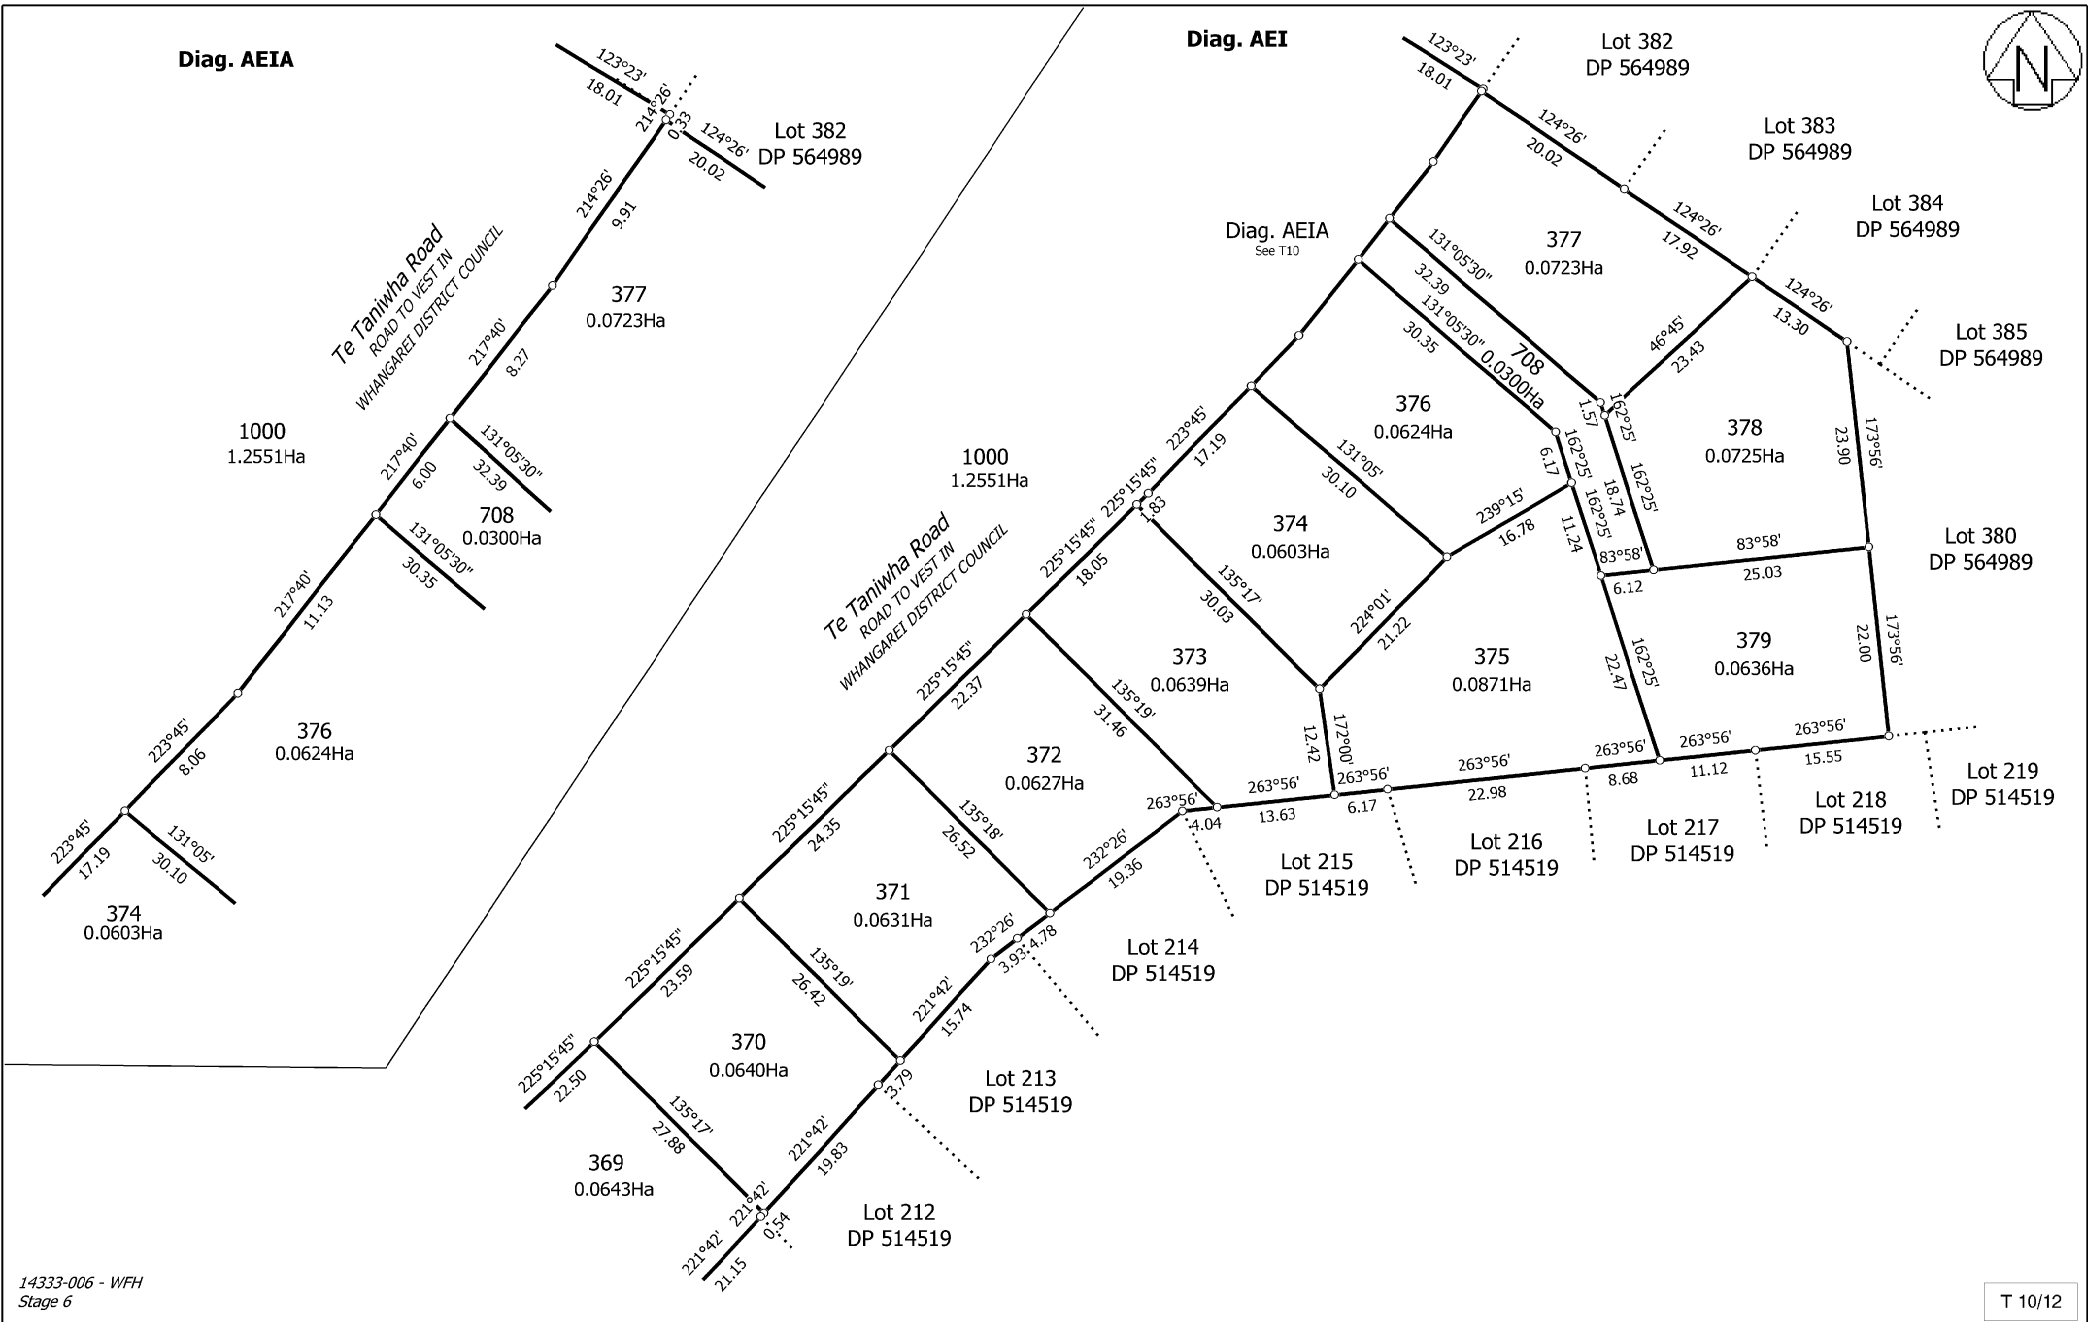 Diag. AEIA
123°23'
18.01
214°26'
0.33
124°26'
20.02
Lot 382
DP 564989
214°26'
9.91
377
0.0723Ha
Te Taniwha Road
ROAD TO VEST IN
WHANGAREI DISTRICT COUNCIL
217°40'
8.27
1000
1.2551Ha
217°40'
6.00
131°05'30"
32.39
708
0.0300Ha
131°05'30"
30.35
217°40'
11.13
376
0.0624Ha
223°45'
8.06
223°45'
17.19
131°05'
30.10
374
0.0603Ha
Diag. AEI
123°23'
18.01
Lot 382
DP 564989
N
124°26'
20.02
Lot 383
DP 564989
124°26'
17.92
Lot 384
DP 564989
Diag. AEIA
See T10
377
0.0723Ha
131°05'30"
32.39
124°26'
13.30
Lot 385
DP 564989
131°05'30"
30.35
708
0.0300Ha
46°45'
23.43
376
0.0624Ha
1.57
162°25'
378
0.0725Ha
173°56'
23.90
223°45'
17.19
162°25'
6.17
162°25'
18.74
1000
1.2551Ha
131°05'
30.10
225°15'45"
1.83
239°15'
16.78
162°25'
11.24
374
0.0603Ha
83°58'
6.12
83°58'
25.03
Lot 380
DP 564989
Te Taniwha Road
ROAD TO VEST IN
WHANGAREI DISTRICT COUNCIL
225°15'45"
18.05
135°17'
30.03
224°01'
21.22
373
0.0639Ha
375
0.0871Ha
379
0.0636Ha
162°25'
22.47
173°56'
22.00
225°15'45"
22.37
135°19'
31.46
172°00'
12.42
372
0.0627Ha
263°56'
4.04
263°56'
13.63
263°56'
6.17
263°56'
22.98
263°56'
8.68
263°56'
11.12
263°56'
15.55
Lot 219
DP 514519
Lot 218
DP 514519
Lot 217
DP 514519
Lot 216
DP 514519
Lot 215
DP 514519
225°15'45"
24.35
135°18'
26.52
232°26'
19.36
371
0.0631Ha
232°26'
3.93
4.78
Lot 214
DP 514519
225°15'45"
23.59
135°19'
26.42
221°42'
15.74
370
0.0640Ha
3.79
Lot 213
DP 514519
225°15'45"
22.50
135°17'
27.88
221°42'
19.83
369
0.0643Ha
221°42'
0.54
Lot 212
DP 514519
221°42'
21.15
14333-006 - WFH
Stage 6
T 10/12